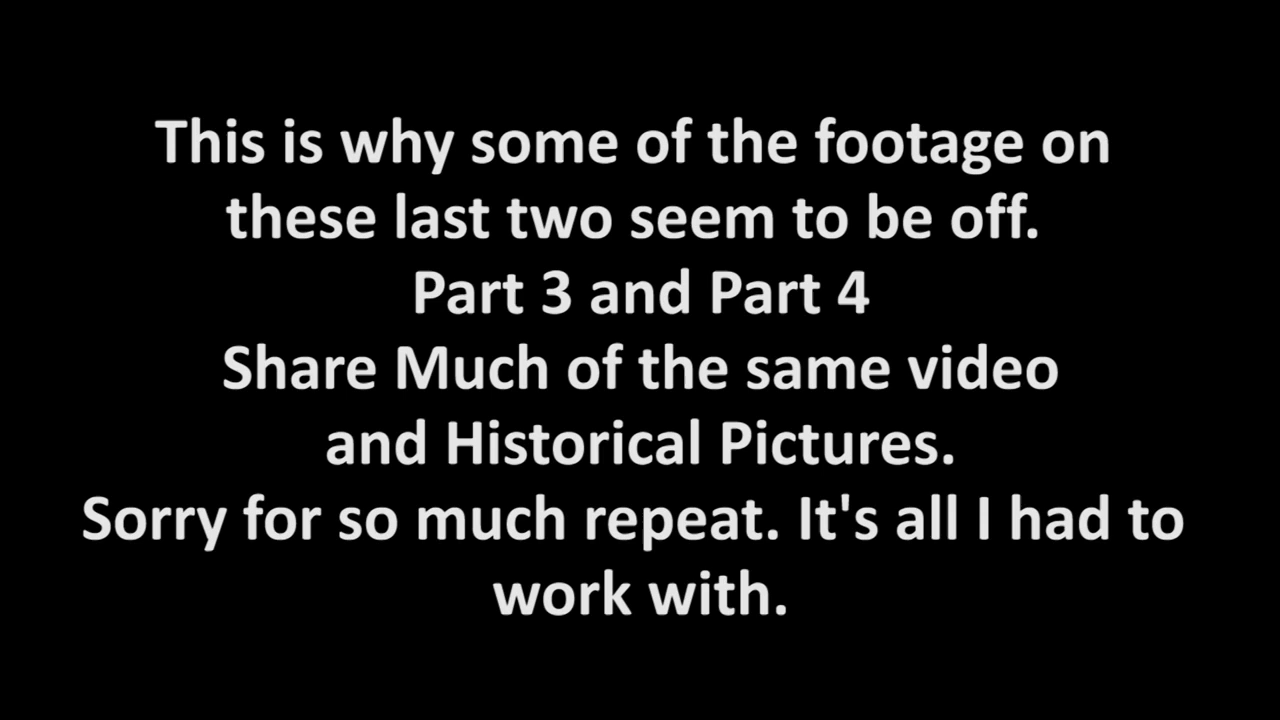 This is why some of the footage on
these last two seem to be off.
Part 3 and Part 4
Share Much of the same video
and Historical Pictures.
Sorry for so much repeat. It's all I had to
work with.